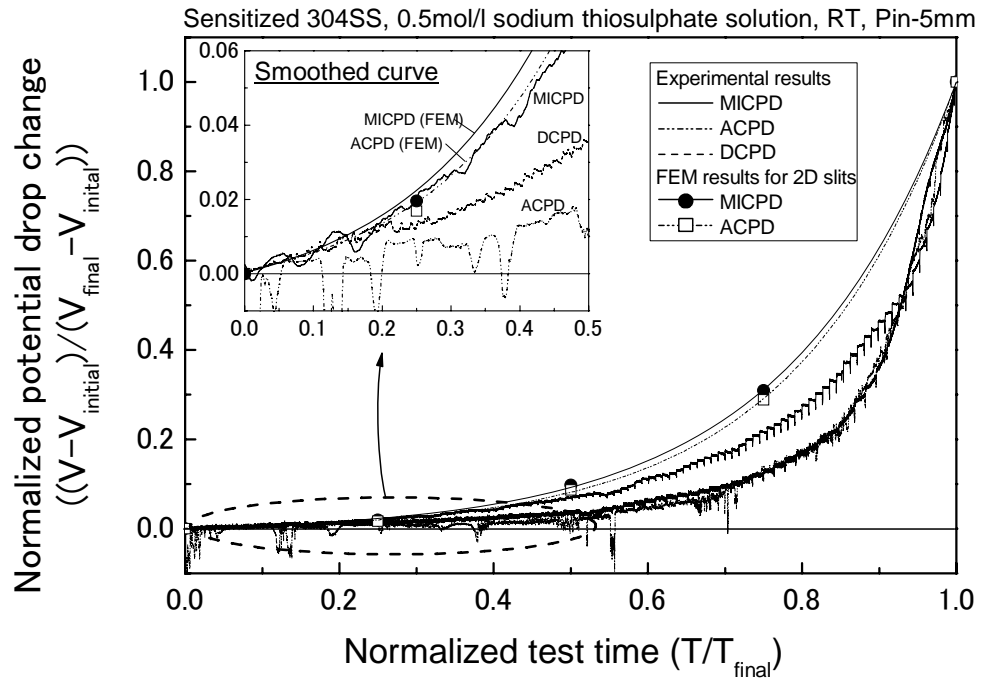 Sensitized 304SS, 0.5mol/l sodium thiosulphate solution, RT, Pin-5mm
Normalized potential drop change
((V−V_initial)/(V_final−V_inital))
1.0
0.8
0.6
0.4
0.2
0.0
0.06
0.04
0.02
0.00
Smoothed curve
MICPD (FEM)
ACPD (FEM)
MICPD
DCPD
ACPD
0.0 0.1 0.2 0.3 0.4 0.5
Experimental results
MICPD
ACPD
DCPD
FEM results for 2D slits
MICPD
ACPD
0.0 0.2 0.4 0.6 0.8 1.0
Normalized test time (T/T_final)